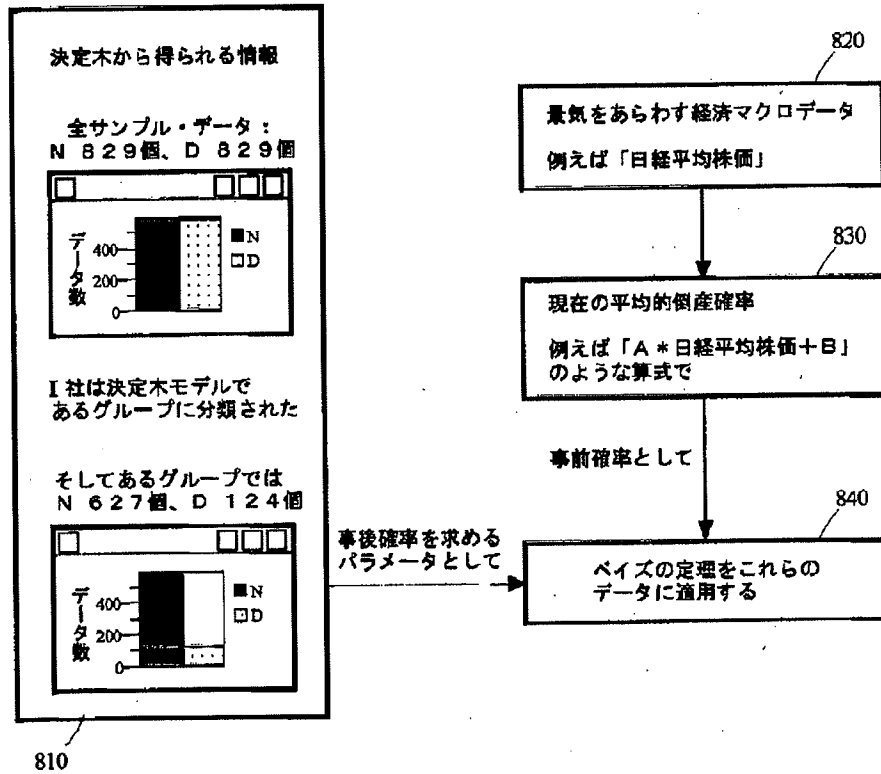 決定木から得られる情報
全サンプル・データ：
N 829個、D 829個
データ数
400
200
0
N
D
I社は決定木モデルで
あるグループに分類された
そしてあるグループでは
N 627個、D 124個
データ数
400
200
0
N
D
810
事後確率を求める
パラメータとして
820
景気をあらわす経済マクロデータ
例えば「日経平均株価」
830
現在の平均的倒産確率
例えば「A＊日経平均株価＋B」
のような算式で
事前確率として
840
ベイズの定理をこれらの
データに適用する